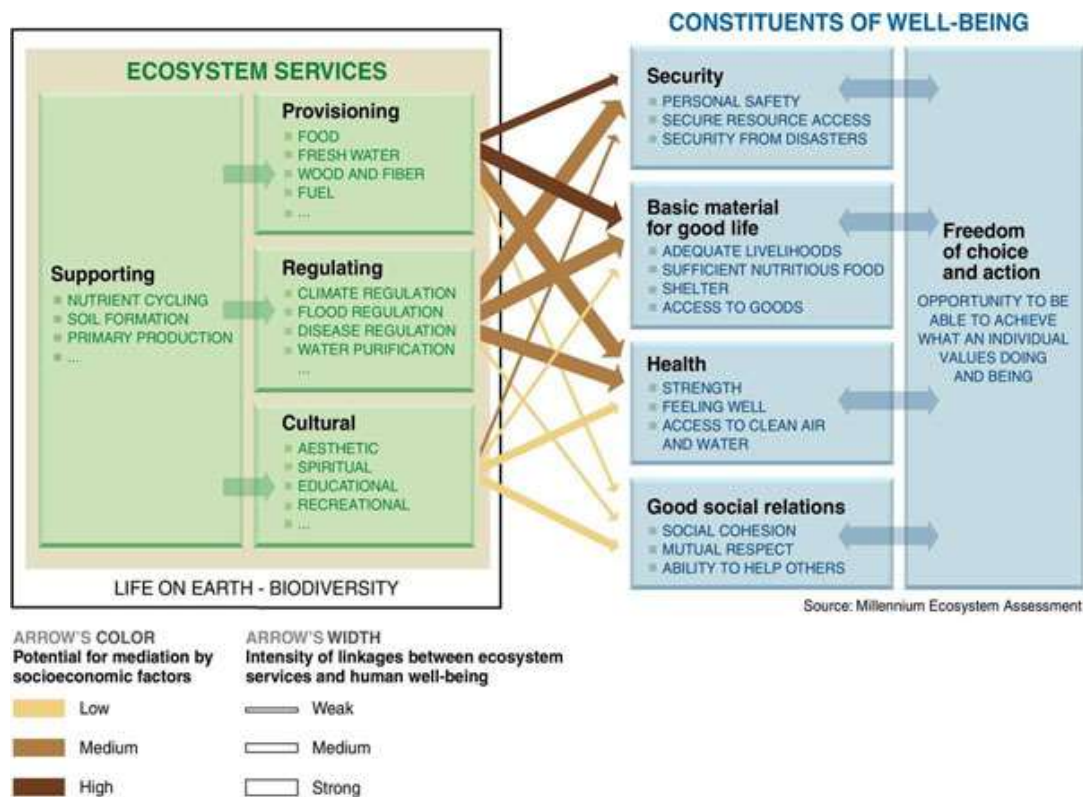 CONSTITUENTS OF WELL-BEING
ECOSYSTEM SERVICES
Supporting
NUTRIENT CYCLING
SOIL FORMATION
PRIMARY PRODUCTION
...
Provisioning
FOOD
FRESH WATER
WOOD AND FIBER
FUEL
...
Regulating
CLIMATE REGULATION
FLOOD REGULATION
DISEASE REGULATION
WATER PURIFICATION
...
Cultural
AESTHETIC
SPIRITUAL
EDUCATIONAL
RECREATIONAL
...
LIFE ON EARTH - BIODIVERSITY
Security
PERSONAL SAFETY
SECURE RESOURCE ACCESS
SECURITY FROM DISASTERS
Basic material
for good life
ADEQUATE LIVELIHOODS
SUFFICIENT NUTRITIOUS FOOD
SHELTER
ACCESS TO GOODS
Health
STRENGTH
FEELING WELL
ACCESS TO CLEAN AIR
AND WATER
Good social relations
SOCIAL COHESION
MUTUAL RESPECT
ABILITY TO HELP OTHERS
Freedom
of choice
and action
OPPORTUNITY TO BE
ABLE TO ACHIEVE
WHAT AN INDIVIDUAL
VALUES DOING
AND BEING
Source: Millennium Ecosystem Assessment
ARROW'S COLOR
Potential for mediation by
socioeconomic factors
Low
Medium
High
ARROW'S WIDTH
Intensity of linkages between ecosystem
services and human well-being
Weak
Medium
Strong